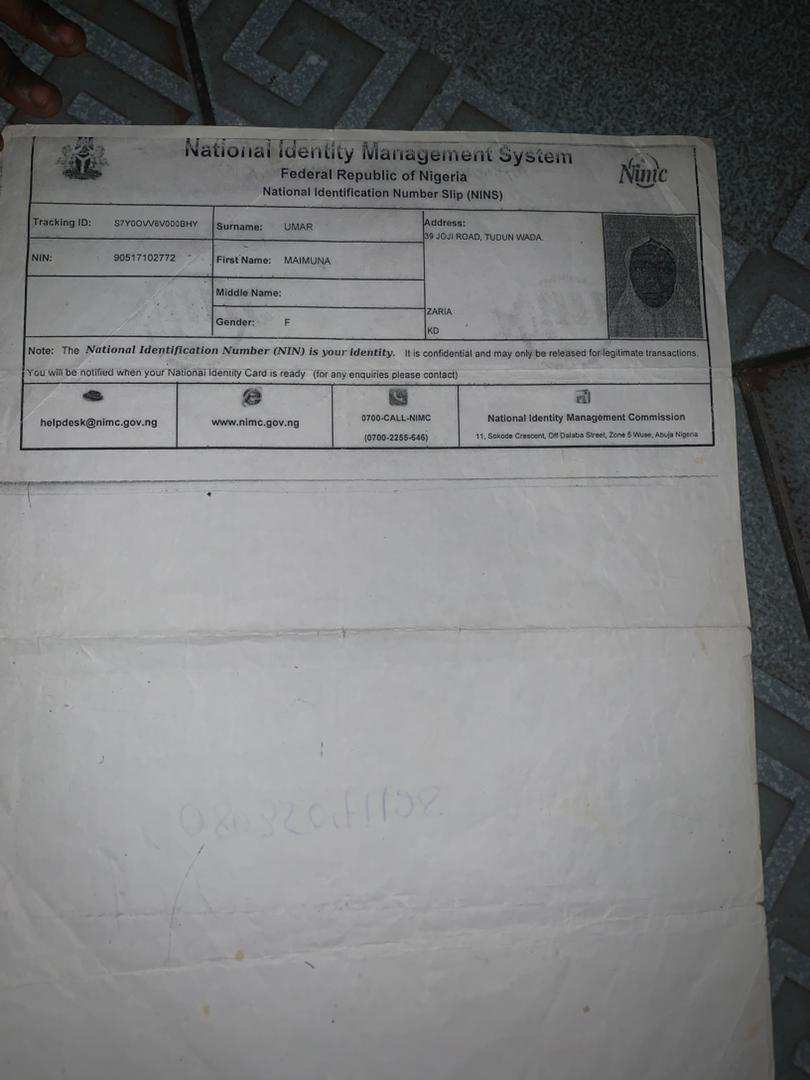 National Identity Management System
Federal Republic of Nigeria
National Identification Number Slip (NINS)
Nimc
Tracking ID: S7Y0OVV6V000BHY
Surname: UMAR
Address:
39 JOJI ROAD, TUDUN WADA.
NIN: 90517102772
First Name: MAIMUNA
Middle Name:
ZARIA
Gender: F
KD
Note: The National Identification Number (NIN) is your identity. It is confidential and may only be released for legitimate transactions.
You will be notified when your National Identity Card is ready (for any enquiries please contact)
helpdesk@nimc.gov.ng
www.nimc.gov.ng
0700-CALL-NIMC
(0700-2255-646)
National Identity Management Commission
11, Sokode Crescent, Off Dalaba Street, Zone 5 Wuse, Abuja Nigeria